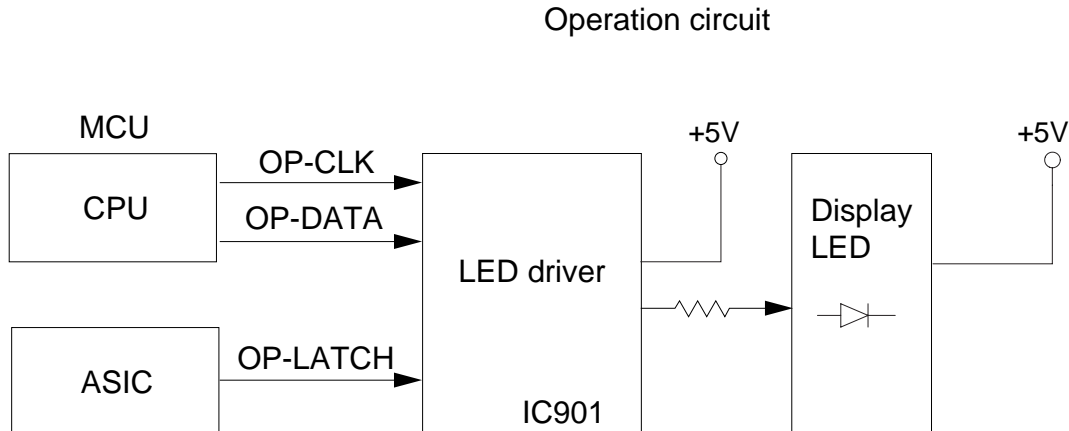 Operation circuit
MCU
CPU
OP-CLK
OP-DATA
ASIC
OP-LATCH
LED driver
IC901
+5V
Display
LED
+5V